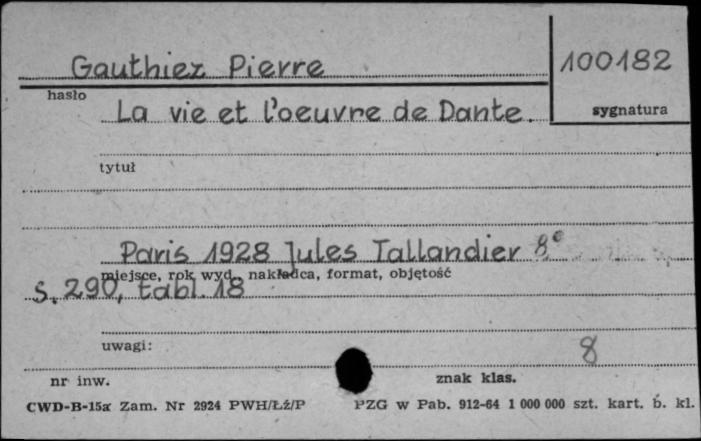 Gauthiez Pierre
100182
hasło
La vie et l'oeuvre de Dante.
sygnatura
tytuł
Paris 1928 Jules Tallandier 8°
miejsce, rok wyd., nakładca, format, objętość
s. 290, tabl. 18
uwagi:
8
nr inw.
znak klas.
CWD-B-15a Zam. Nr 2924 PWH/Łź/P
PZG w Pab. 912-64 1 000 000 szt. kart. b. kl.